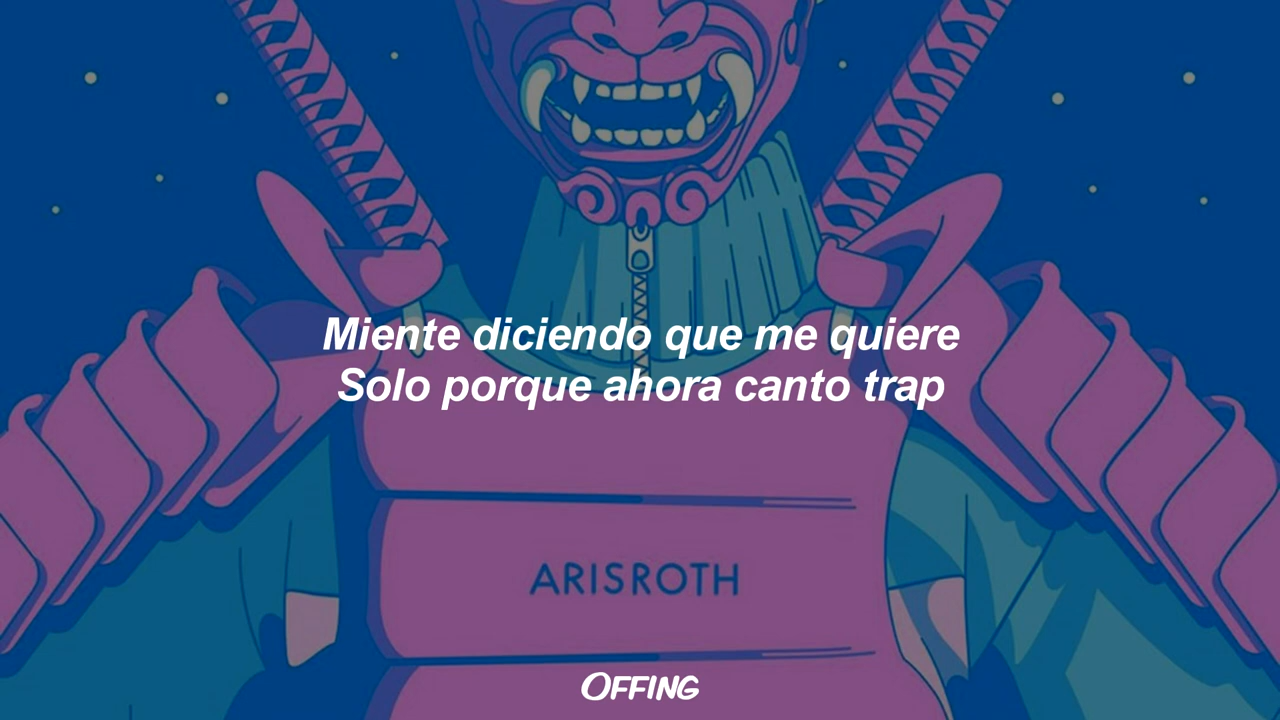 Miente diciendo que me quiere
Solo porque ahora canto trap
ARISROTH
OFFING